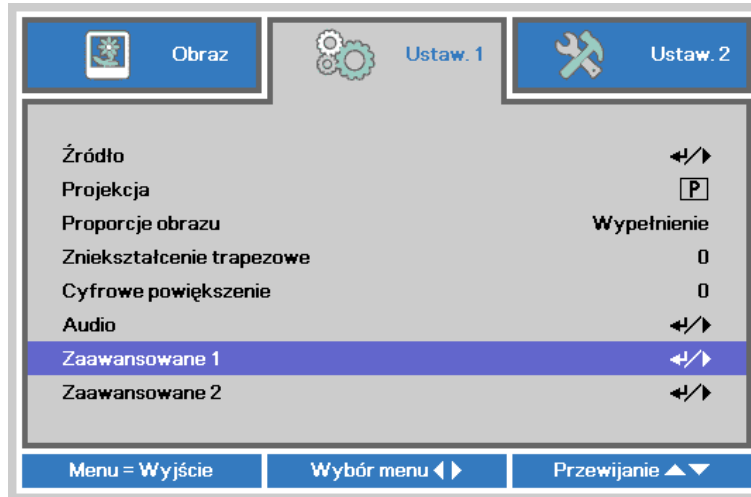 Obraz Ustaw. 1 Ustaw. 2
Źródło
Projekcja P
Proporcje obrazu Wypełnienie
Zniekształcenie trapezowe 0
Cyfrowe powiększenie 0
Audio
Zaawansowane 1
Zaawansowane 2
Menu = Wyjście Wybór menu Przewijanie